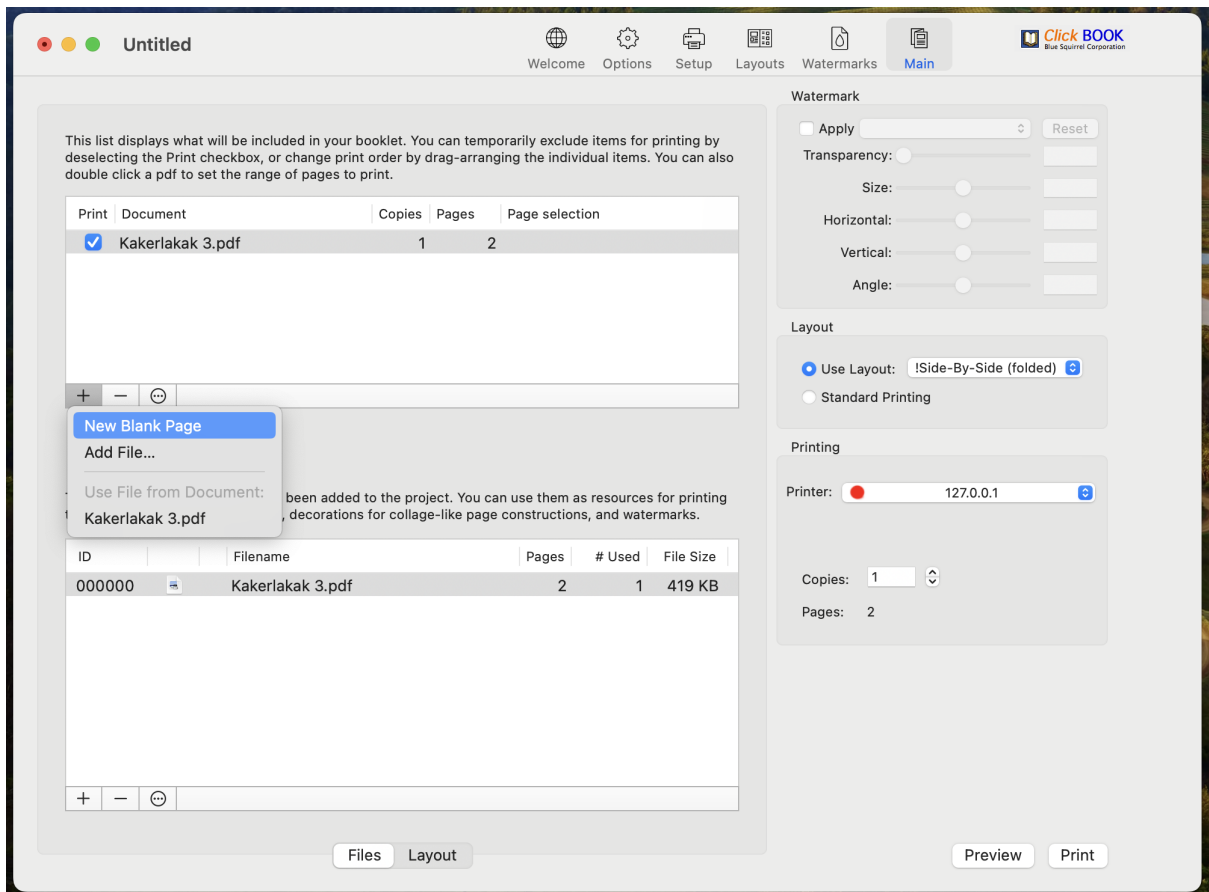 Untitled
Welcome
Options
Setup
Layouts
Watermarks
Main
Click BOOK
Blue Squirrel Corporation
This list displays what will be included in your booklet. You can temporarily exclude items for printing by
deselecting the Print checkbox, or change print order by drag-arranging the individual items. You can also
double click a pdf to set the range of pages to print.
Print Document Copies Pages Page selection
Kakerlakak 3.pdf 1 2
New Blank Page
Add File...
Use File from Document:
Kakerlakak 3.pdf
been added to the project. You can use them as resources for printing
, decorations for collage-like page constructions, and watermarks.
ID Filename Pages # Used File Size
000000 Kakerlakak 3.pdf 2 1 419 KB
Files Layout
Watermark
Apply Reset
Transparency:
Size:
Horizontal:
Vertical:
Angle:
Layout
Use Layout: !Side-By-Side (folded)
Standard Printing
Printing
Printer: 127.0.0.1
Copies: 1
Pages: 2
Preview Print